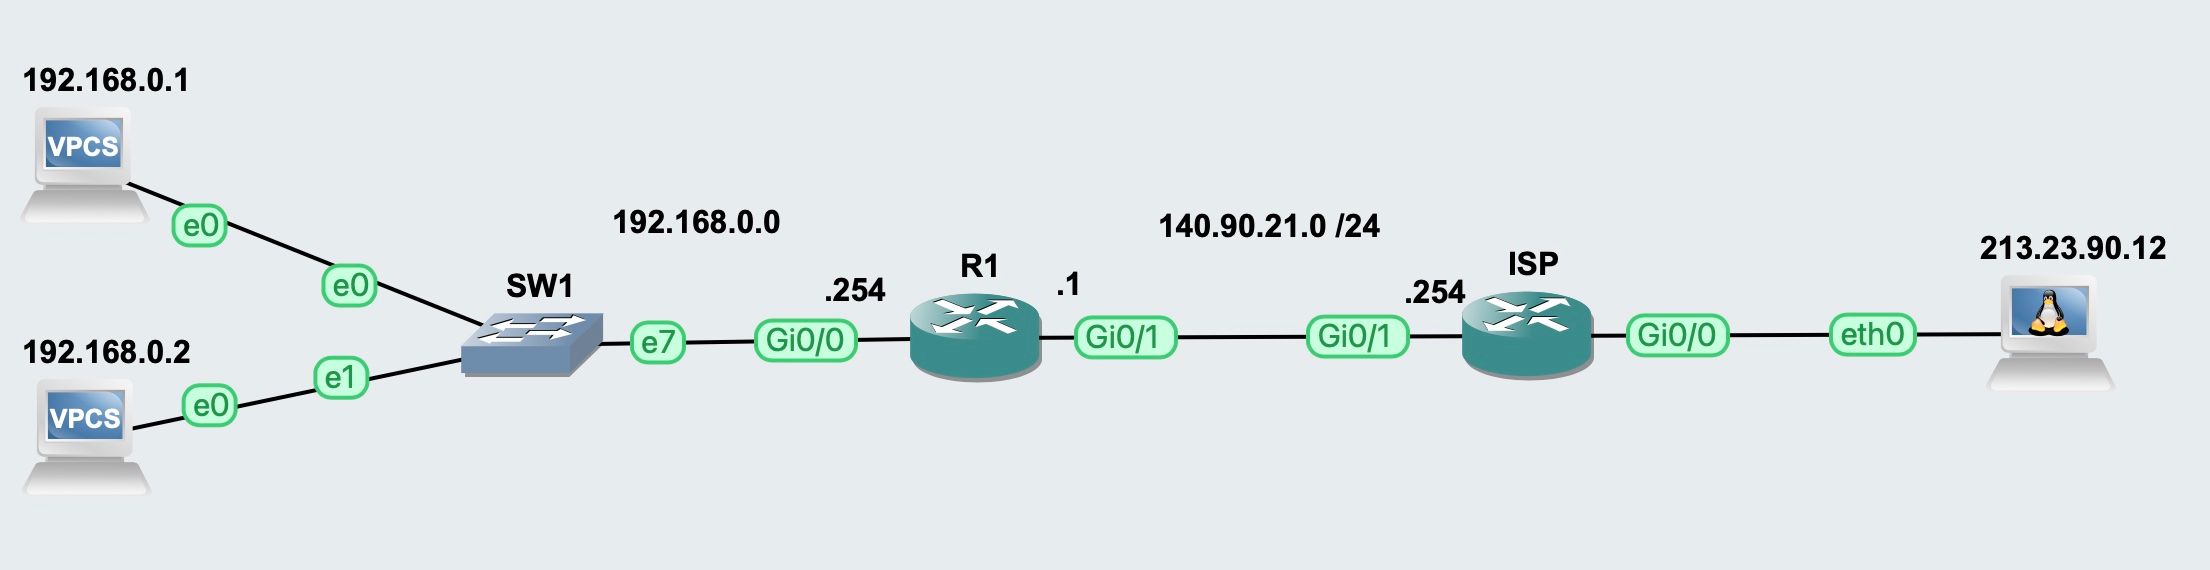 192.168.0.1
VPCS
e0
e0
192.168.0.2
VPCS
e0
e1
SW1
e7
192.168.0.0
.254
Gi0/0
R1
.1
Gi0/1
140.90.21.0 /24
.254
Gi0/1
ISP
Gi0/0
eth0
213.23.90.12